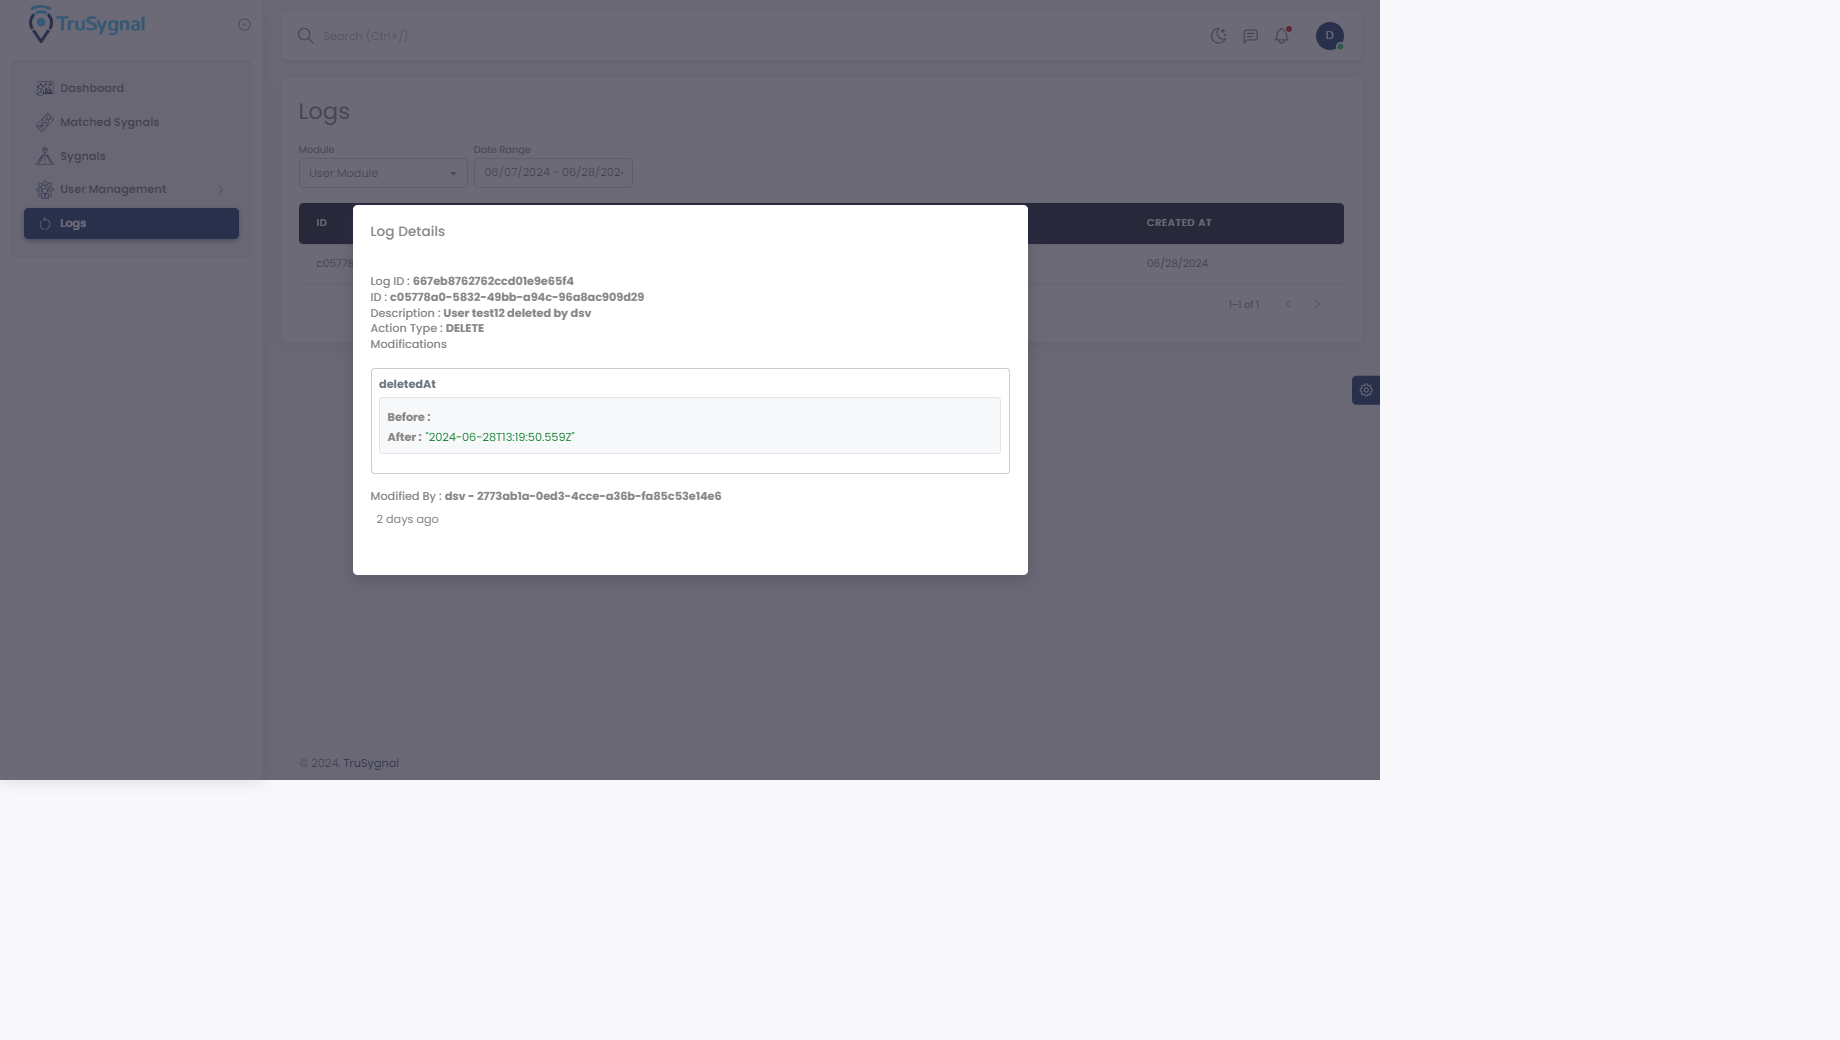 TruSygnal
Search (Ctrl+/)
D
Dashboard
Matched Sygnals
Sygnals
User Management
Logs
Logs
Module
Date Range
User Module
06/07/2024 - 06/28/202
ID
CREATED AT
c05778
06/28/2024
1–1 of 1
Log Details
Log ID : 667eb8762762ccd01e9e65f4
ID : c05778a0-5832-49bb-a94c-96a8ac909d29
Description : User test12 deleted by dsv
Action Type : DELETE
Modifications
deletedAt
Before :
After : "2024-06-28T13:19:50.559Z"
Modified By : dsv - 2773ab1a-0ed3-4cce-a36b-fa85c53e14e6
2 days ago
© 2024, TruSygnal